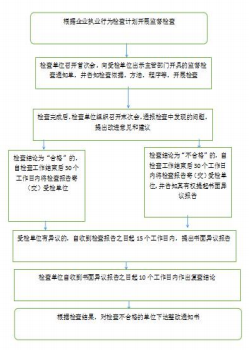 根据企业执业行为检查计划开展监督检查
检查单位召开首次会，向受检单位出示主管部门开具的监督检
查通知单，并告知检查依据、方法、程序等，开展检查
检查完成后，检查单位组织召开末次会，通报检查中发现的问题，
提出改进意见和建议
检查结论为“合格”的，
自检查工作结束后30个
工作日内将检查报告寄
（交）受检单位
检查结论为“不合格”的，自
检查工作结束后30个工作日
内将检查报告寄（交）受检单
位，并告知其有权提起书面异
议报告
受检单位有异议的，自收到检查报告之日起15个工作日内，提出书面异议报告
检查单位自收到书面异议报告之日起10个工作日内作出复查结论
根据检查结果，对检查不合格的单位下达整改通知书